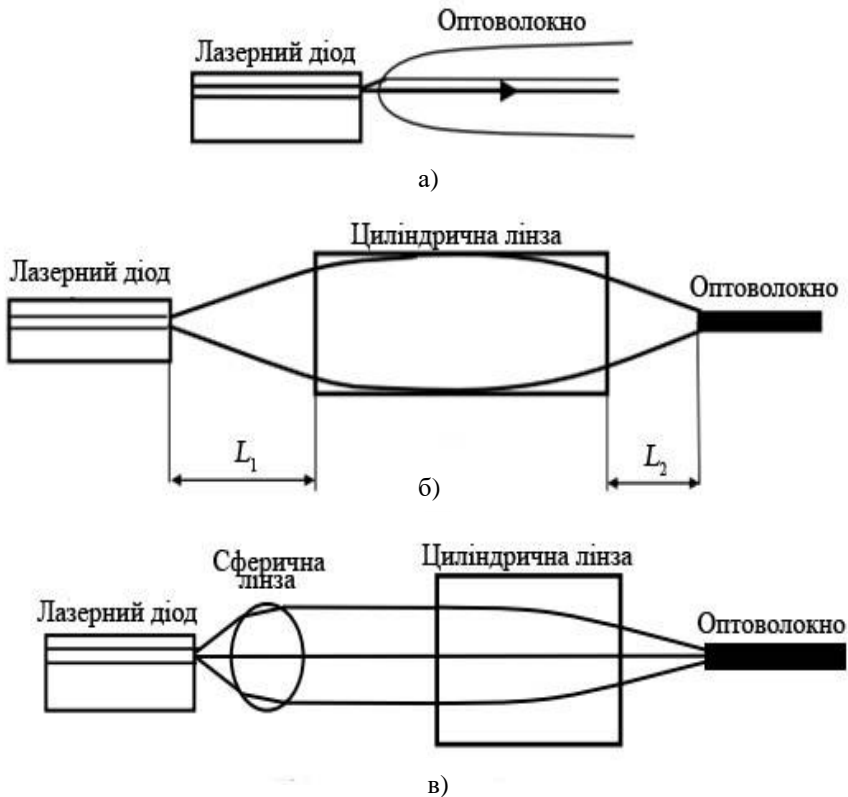 Оптоволокно
Лазерний діод
а)
Циліндрична лінза
Лазерний діод
Оптоволокно
L₁
L₂
б)
Сферична
лінза
Циліндрична лінза
Лазерний діод
Оптоволокно
в)